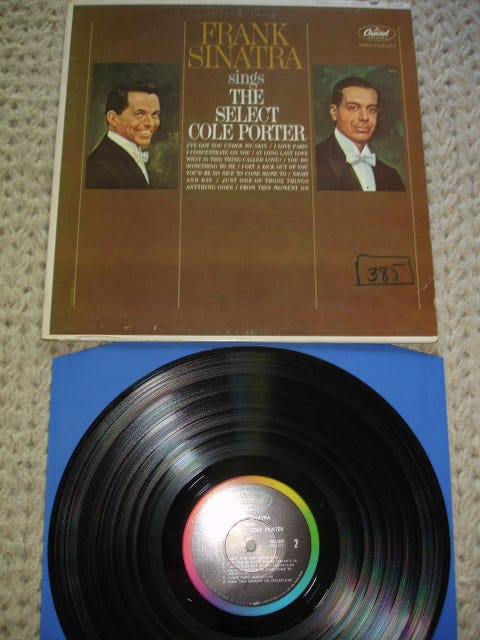 Capitol
HIGH FIDELITY
FRANK
SINATRA
sings
THE
SELECT
COLE PORTER
I'VE GOT YOU UNDER MY SKIN / I LOVE PARIS
I CONCENTRATE ON YOU / AT LONG LAST LOVE
WHAT IS THIS THING CALLED LOVE? / YOU DO
SOMETHING TO ME / I GET A KICK OUT OF YOU
YOU'D BE SO NICE TO COME HOME TO / NIGHT
AND DAY / JUST ONE OF THOSE THINGS
ANYTHING GOES / FROM THIS MOMENT ON
385
SINATRA
COLE PORTER
2